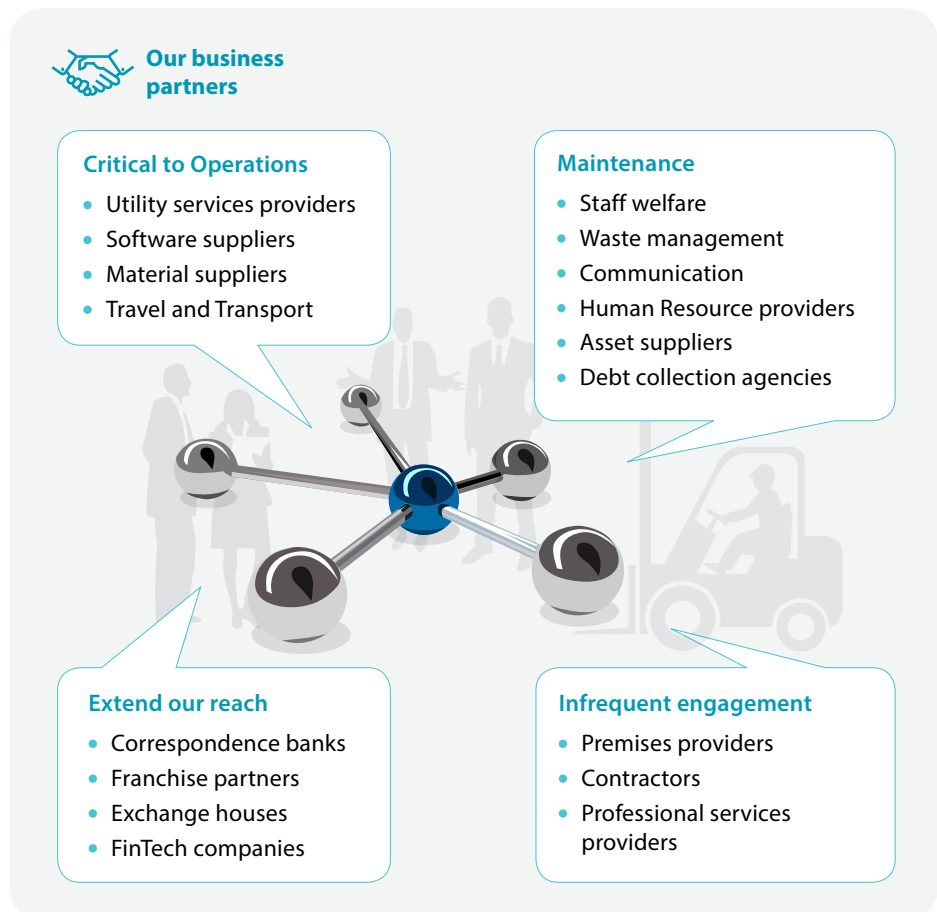 Our business
partners
Critical to Operations
• Utility services providers
• Software suppliers
• Material suppliers
• Travel and Transport
Maintenance
• Staff welfare
• Waste management
• Communication
• Human Resource providers
• Asset suppliers
• Debt collection agencies
Extend our reach
• Correspondence banks
• Franchise partners
• Exchange houses
• FinTech companies
Infrequent engagement
• Premises providers
• Contractors
• Professional services
providers